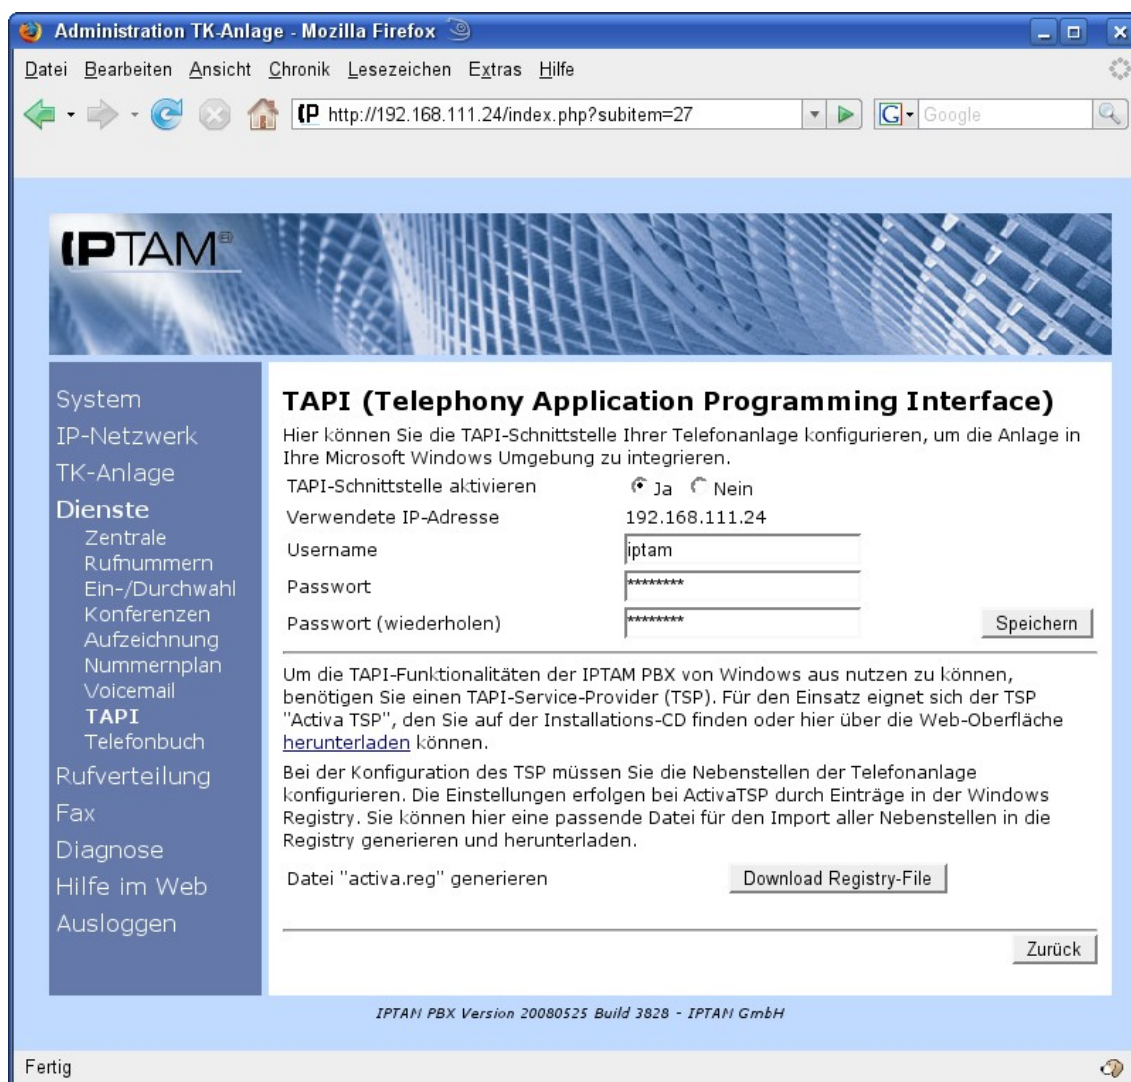 Administration TK-Anlage - Mozilla Firefox
Datei Bearbeiten Ansicht Chronik Lesezeichen Extras Hilfe
http://192.168.111.24/index.php?subitem=27
Google
IPTAM®
System
IP-Netzwerk
TK-Anlage
Dienste
Zentrale
Rufnummern
Ein-/Durchwahl
Konferenzen
Aufzeichnung
Nummernplan
Voicemail
TAPI
Telefonbuch
Rufverteilung
Fax
Diagnose
Hilfe im Web
Ausloggen
TAPI (Telephony Application Programming Interface)
Hier können Sie die TAPI-Schnittstelle Ihrer Telefonanlage konfigurieren, um die Anlage in
Ihre Microsoft Windows Umgebung zu integrieren.
TAPI-Schnittstelle aktivieren Ja Nein
Verwendete IP-Adresse 192.168.111.24
Username iptam
Passwort ********
Passwort (wiederholen) ******** Speichern
Um die TAPI-Funktionalitäten der IPTAM PBX von Windows aus nutzen zu können,
benötigen Sie einen TAPI-Service-Provider (TSP). Für den Einsatz eignet sich der TSP
"Activa TSP", den Sie auf der Installations-CD finden oder hier über die Web-Oberfläche
herunterladen können.
Bei der Konfiguration des TSP müssen Sie die Nebenstellen der Telefonanlage
konfigurieren. Die Einstellungen erfolgen bei ActivaTSP durch Einträge in der Windows
Registry. Sie können hier eine passende Datei für den Import aller Nebenstellen in die
Registry generieren und herunterladen.
Datei "activa.reg" generieren Download Registry-File
Zurück
IPTAM PBX Version 20080525 Build 3828 - IPTAM GmbH
Fertig